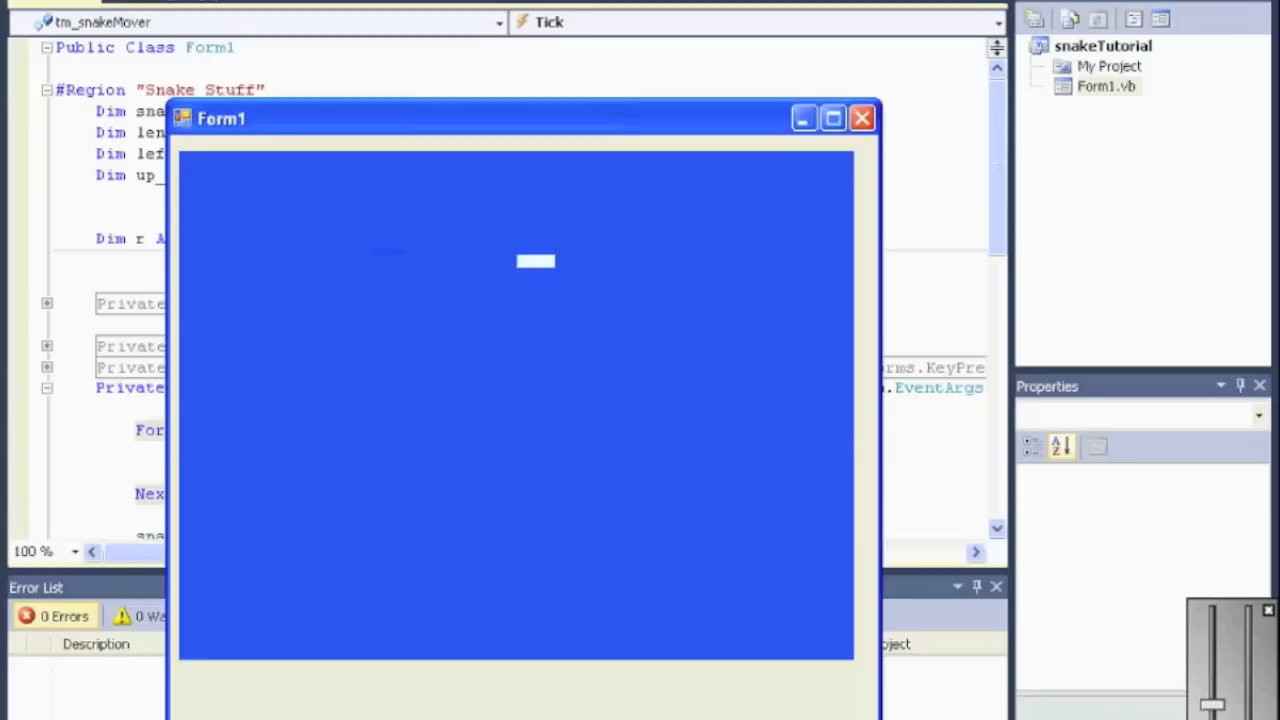 tm_snakeMover
Tick
Public Class Form1
#Region "Snake Stuff"
Dim sna
Dim len
Dim lef
Dim up_
Dim r A
Form1
Private
Private
Private
rms.KeyPre
Private
.EventArgs
For
Nex
sna
100 %
Error List
0 Errors
0 Wa
Description
oject
snakeTutorial
My Project
Form1.vb
Properties